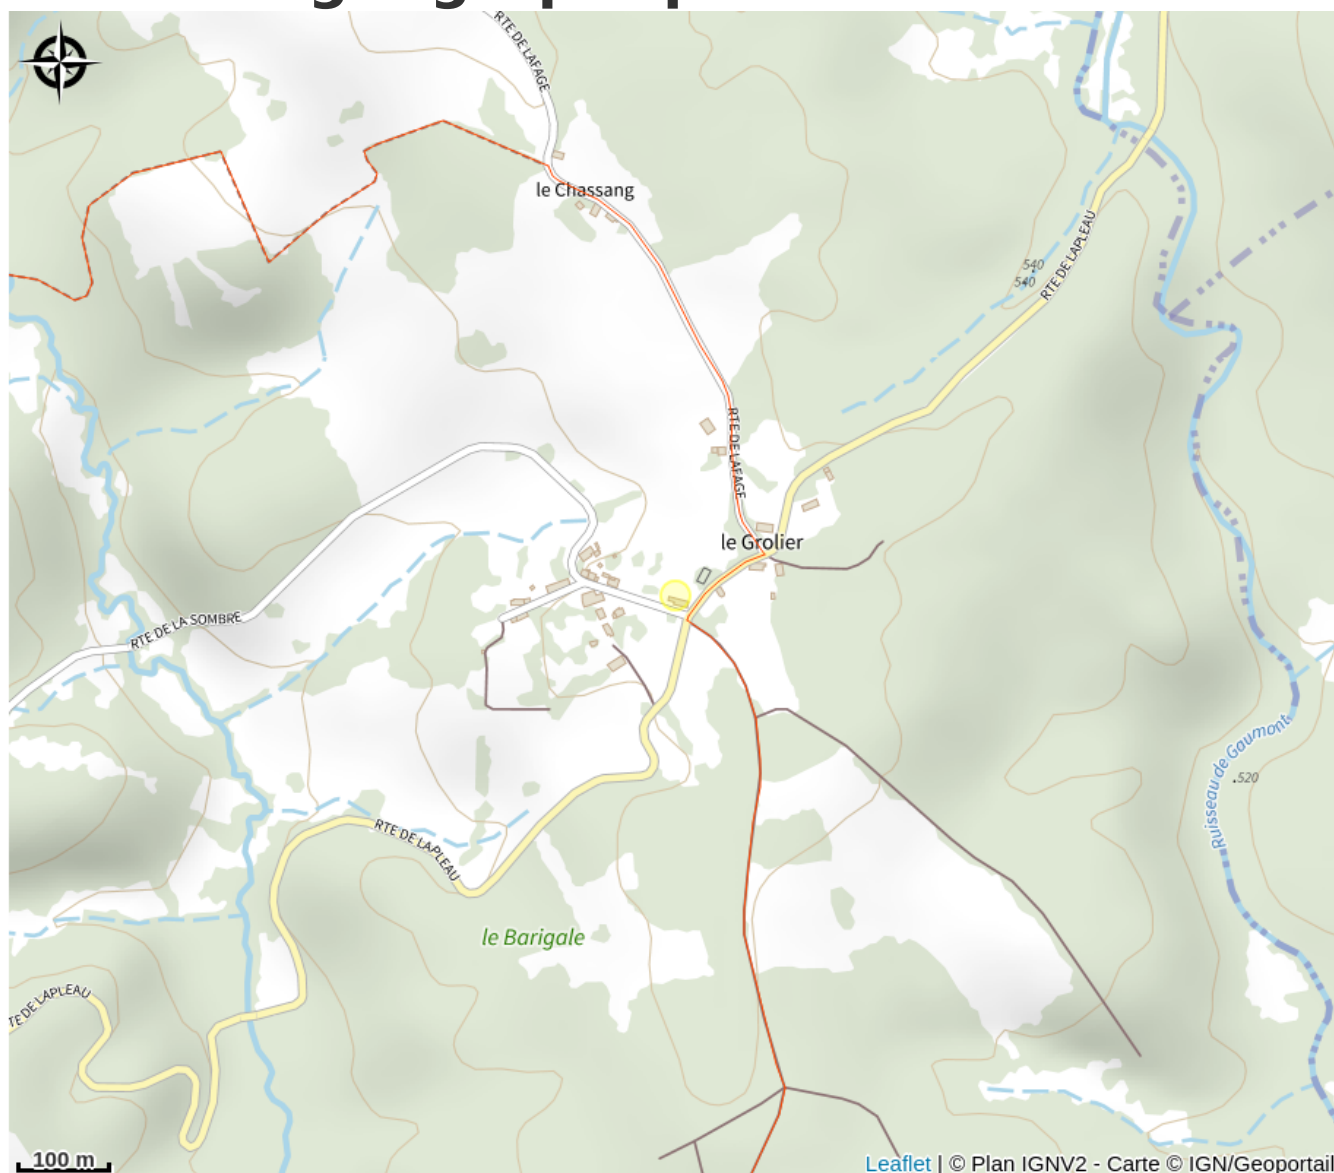 RTE DE LAFAGE
le Chassang
540
540
RTE DE LAPLEAU
RTE DE LAFAGE
le Grolier
RTE DE LA SOMBRE
Ruisseau de Gaumont
520
RTE DE LAPLEAU
le Barigale
TE DE LAPLEAU
100 m
Leaflet | © Plan IGNV2 - Carte © IGN/Geoportail